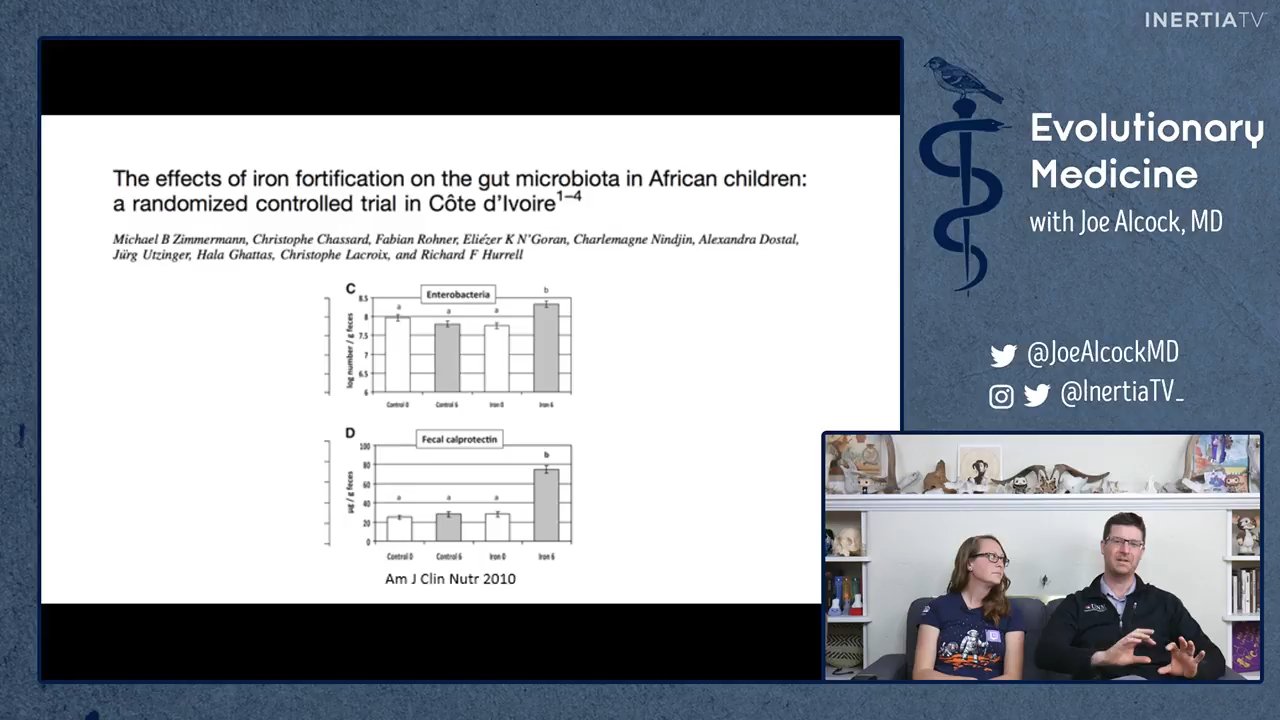 INERTIATV
The effects of iron fortification on the gut microbiota in African children:
a randomized controlled trial in Côte d'Ivoire1–4
Michael B Zimmermann, Christophe Chassard, Fabian Rohner, Eliézer K N'Goran, Charlemagne Nindjin, Alexandra Dostal,
Jürg Utzinger, Hala Ghattas, Christophe Lacroix, and Richard F Hurrell
C
Enterobacteria
log number / g feces
8.5
8
7.5
7
6.5
6
a
a
a
b
Control 0
Control 6
Iron 0
Iron 6
D
Fecal calprotectin
µg / g feces
100
80
60
40
20
0
a
a
a
b
Control 0
Control 6
Iron 0
Iron 6
Am J Clin Nutr 2010
Evolutionary
Medicine
with Joe Alcock, MD
@JoeAlcockMD
@InertiaTV_